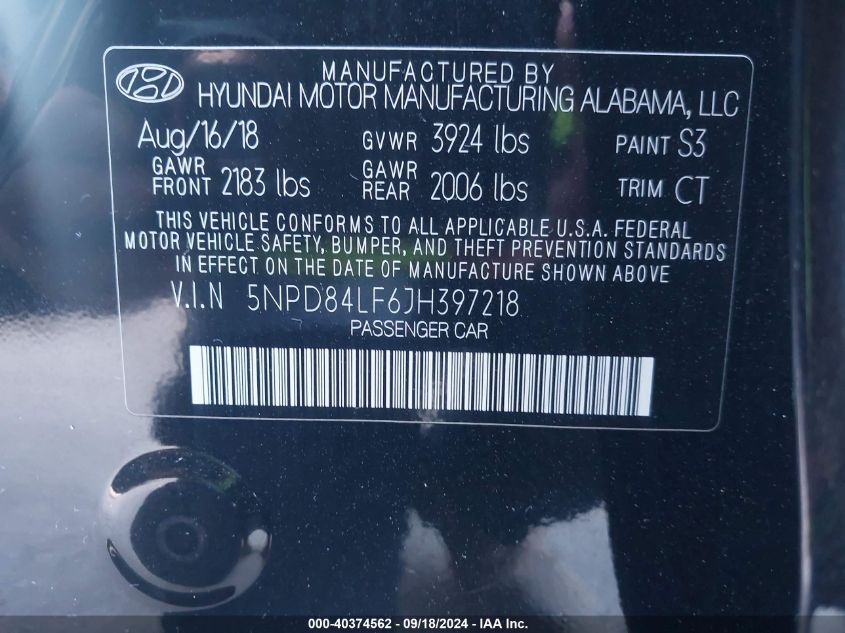 MANUFACTURED BY
HYUNDAI MOTOR MANUFACTURING ALABAMA, LLC
Aug/16/18 GVWR 3924 lbs PAINT S3
GAWR FRONT 2183 lbs GAWR REAR 2006 lbs TRIM CT
THIS VEHICLE CONFORMS TO ALL APPLICABLE U.S.A. FEDERAL
MOTOR VEHICLE SAFETY, BUMPER, AND THEFT PREVENTION STANDARDS
IN EFFECT ON THE DATE OF MANUFACTURE SHOWN ABOVE
V.I.N 5NPD84LF6JH397218
PASSENGER CAR
000-40374562 - 09/18/2024 - IAA Inc.